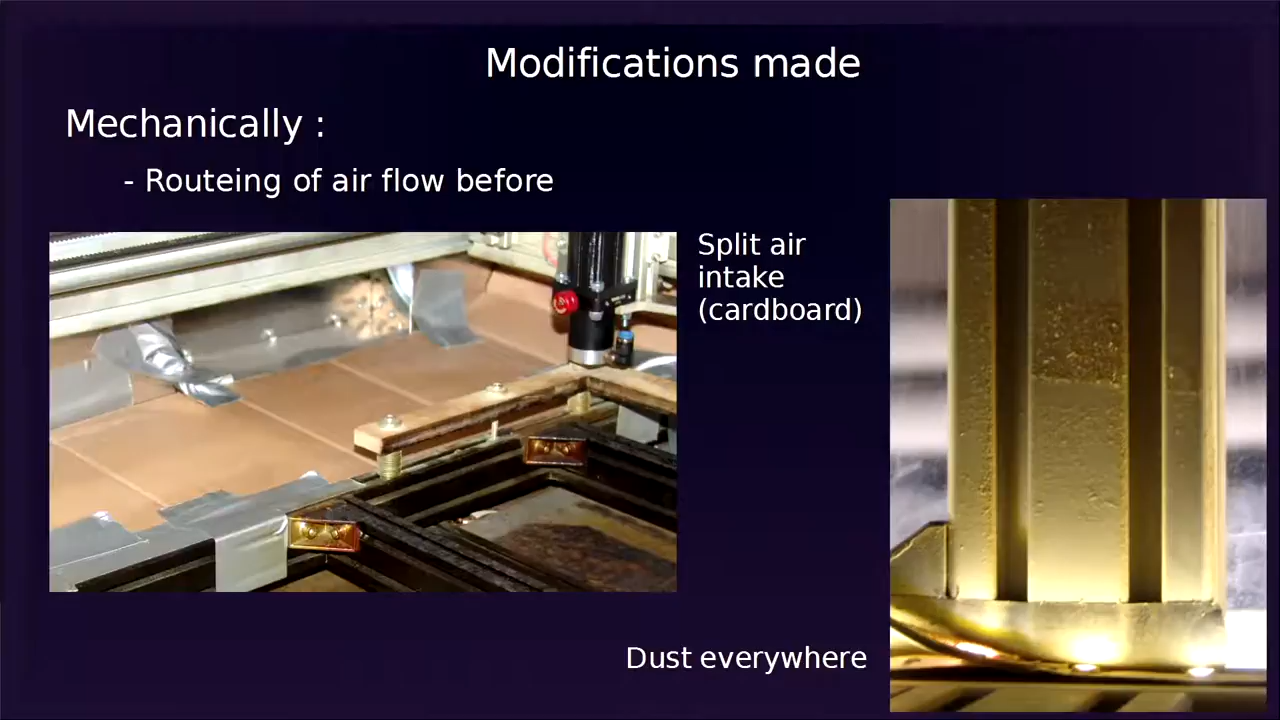 Modifications made
Mechanically :
- Routeing of air flow before
Split air
intake
(cardboard)
Dust everywhere